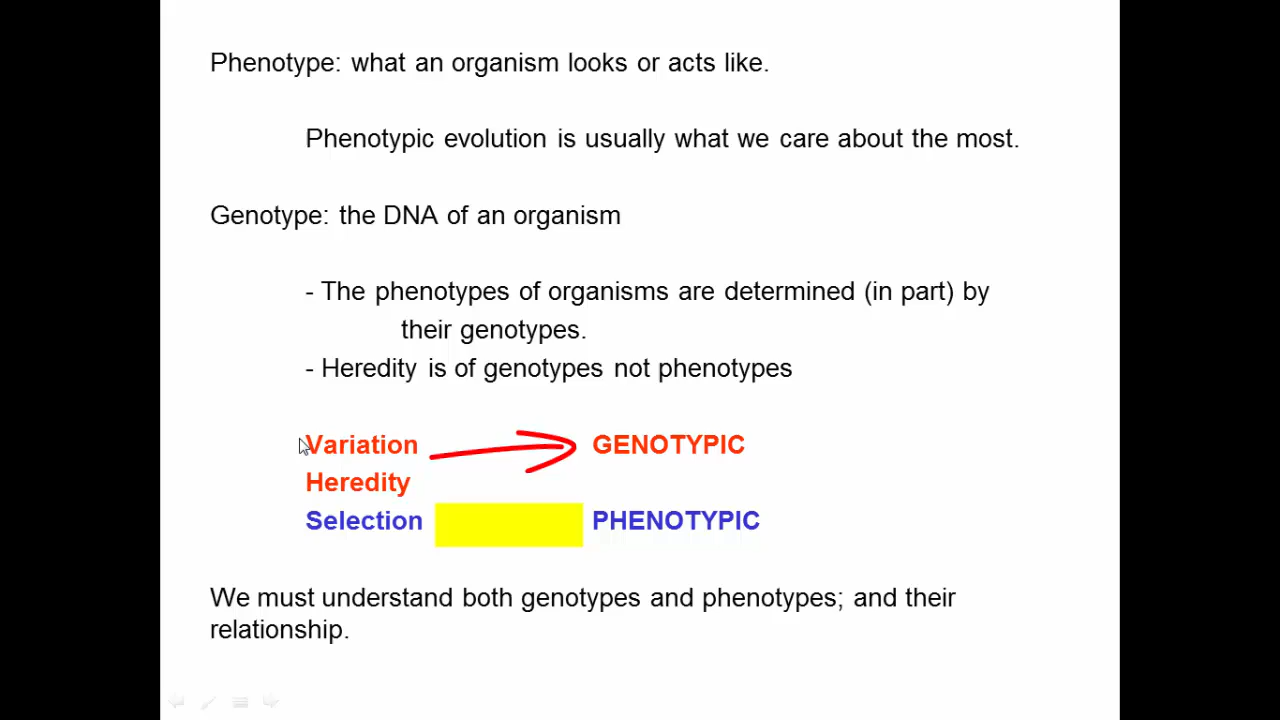 Phenotype: what an organism looks or acts like.
Phenotypic evolution is usually what we care about the most.
Genotype: the DNA of an organism
- The phenotypes of organisms are determined (in part) by
their genotypes.
- Heredity is of genotypes not phenotypes
Variation GENOTYPIC
Heredity
Selection PHENOTYPIC
We must understand both genotypes and phenotypes; and their
relationship.